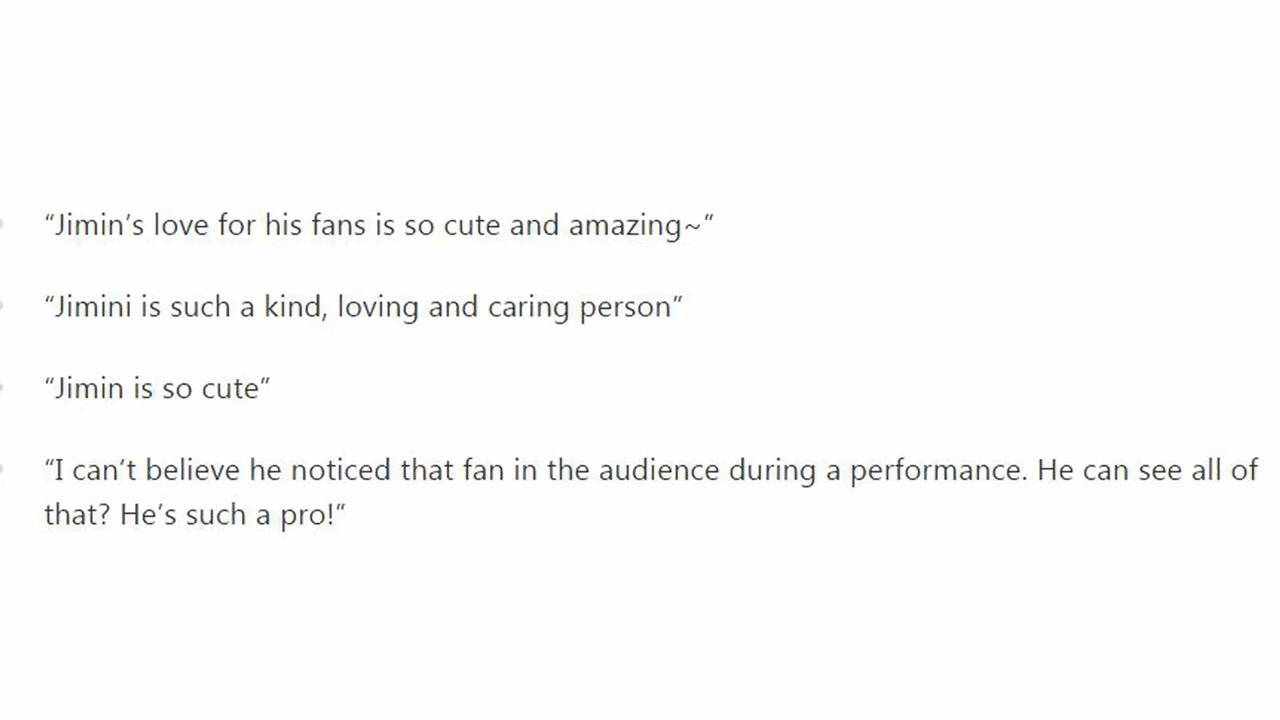 “Jimin’s love for his fans is so cute and amazing~”
“Jimini is such a kind, loving and caring person”
“Jimin is so cute”
“I can’t believe he noticed that fan in the audience during a performance. He can see all of
that? He’s such a pro!”